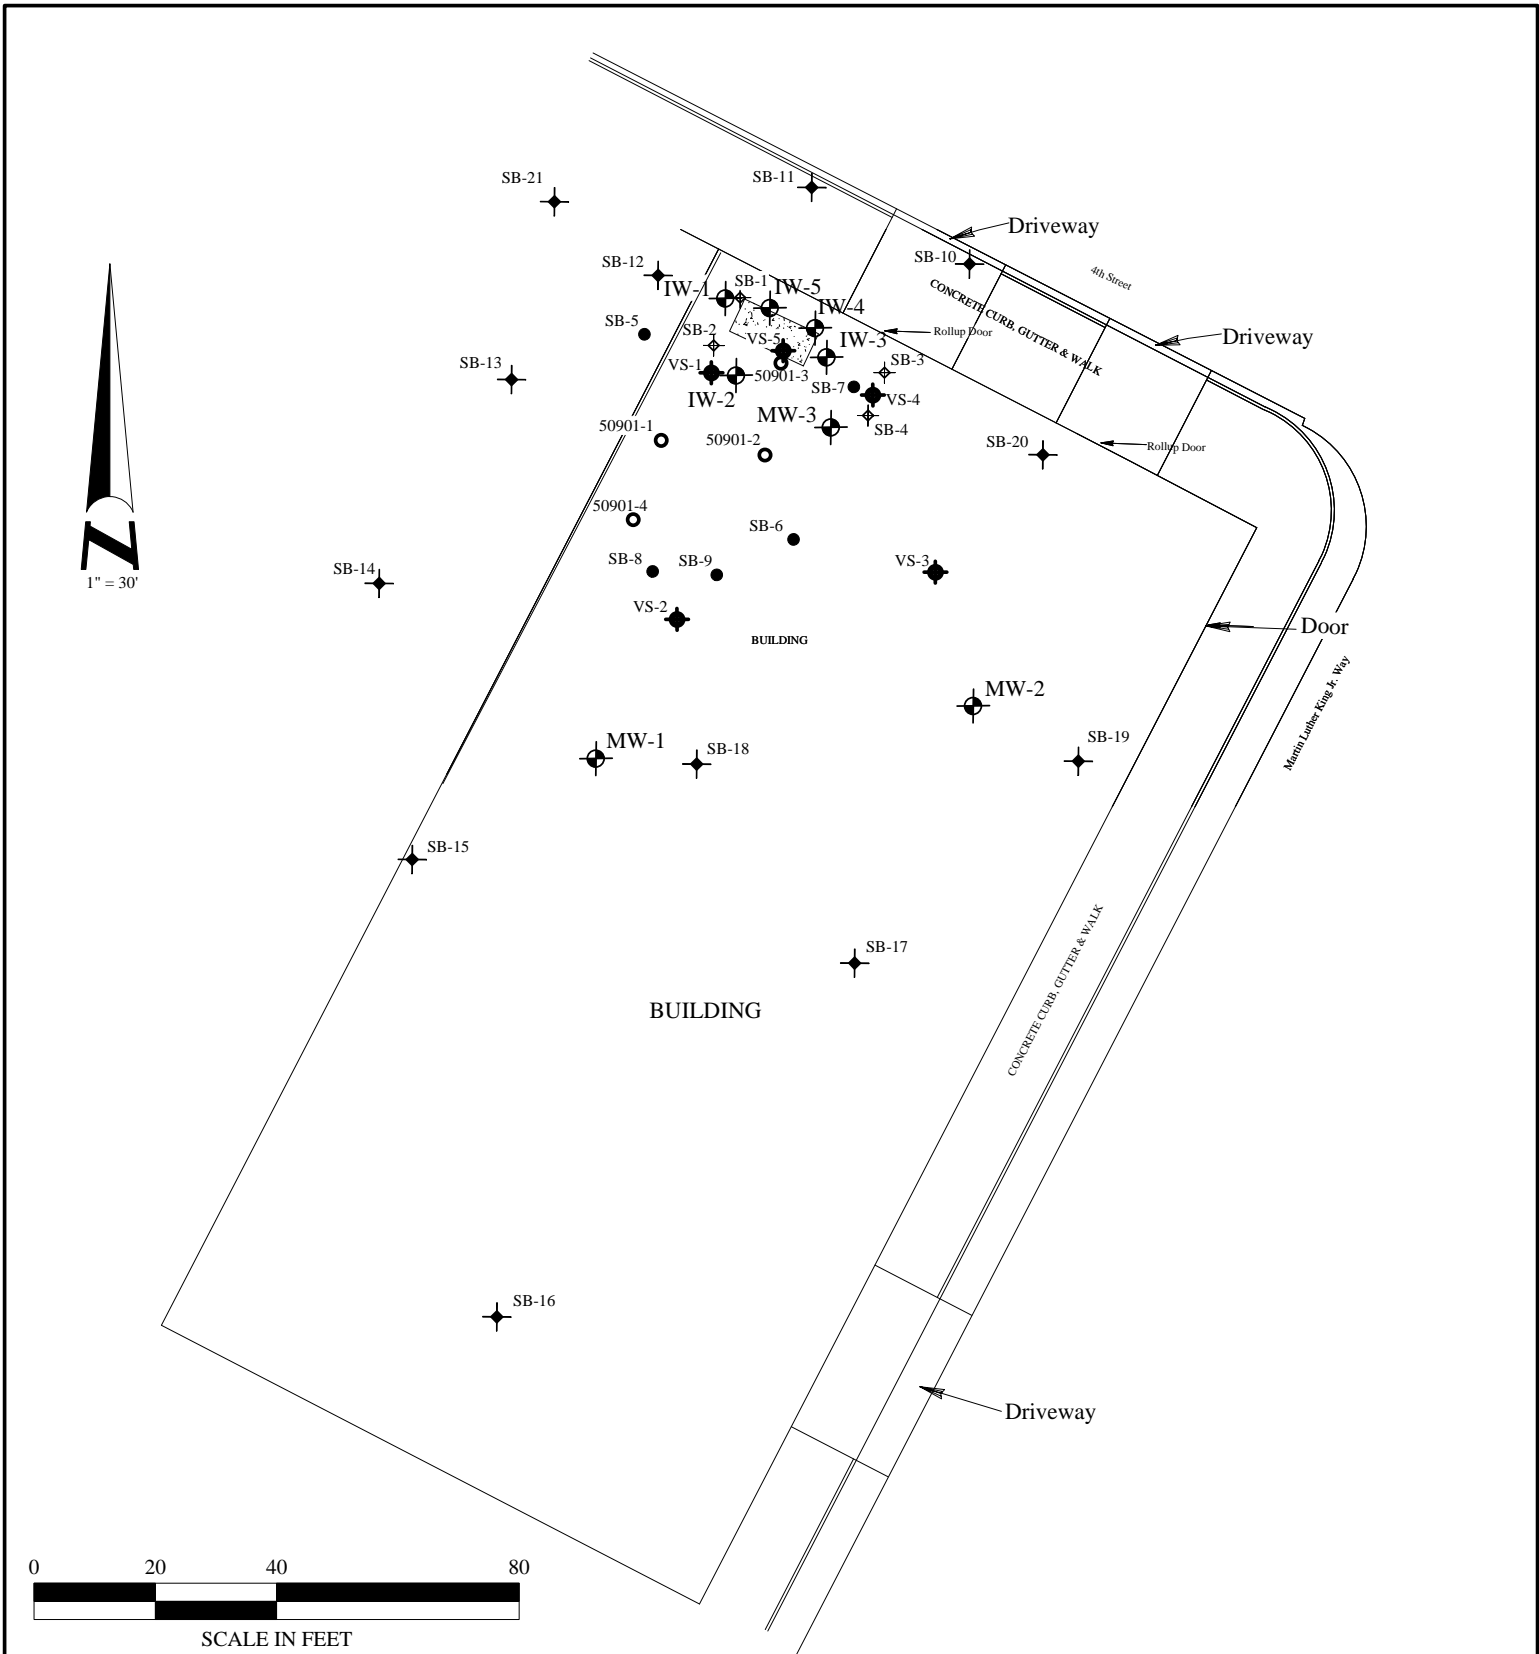 SB-21
SB-11
Driveway
SB-10
SB-12
4th Street
IW-1
SB-1
IW-5
CONCRETE CURB, GUTTER & WALK
IW-4
SB-5
Rollup Door
Driveway
SB-2
VS-5
IW-3
SB-13
VS-1
50901-3
SB-3
SB-7
IW-2
VS-4
MW-3
SB-4
50901-1
50901-2
SB-20
Rollup Door
50901-4
SB-6
SB-8
SB-9
VS-3
SB-14
N
1" = 30'
VS-2
BUILDING
Door
Martin Luther King Jr. Way
MW-2
MW-1
SB-18
SB-19
SB-15
SB-17
CONCRETE CURB, GUTTER & WALK
BUILDING
SB-16
Driveway
0 20 40 80
SCALE IN FEET